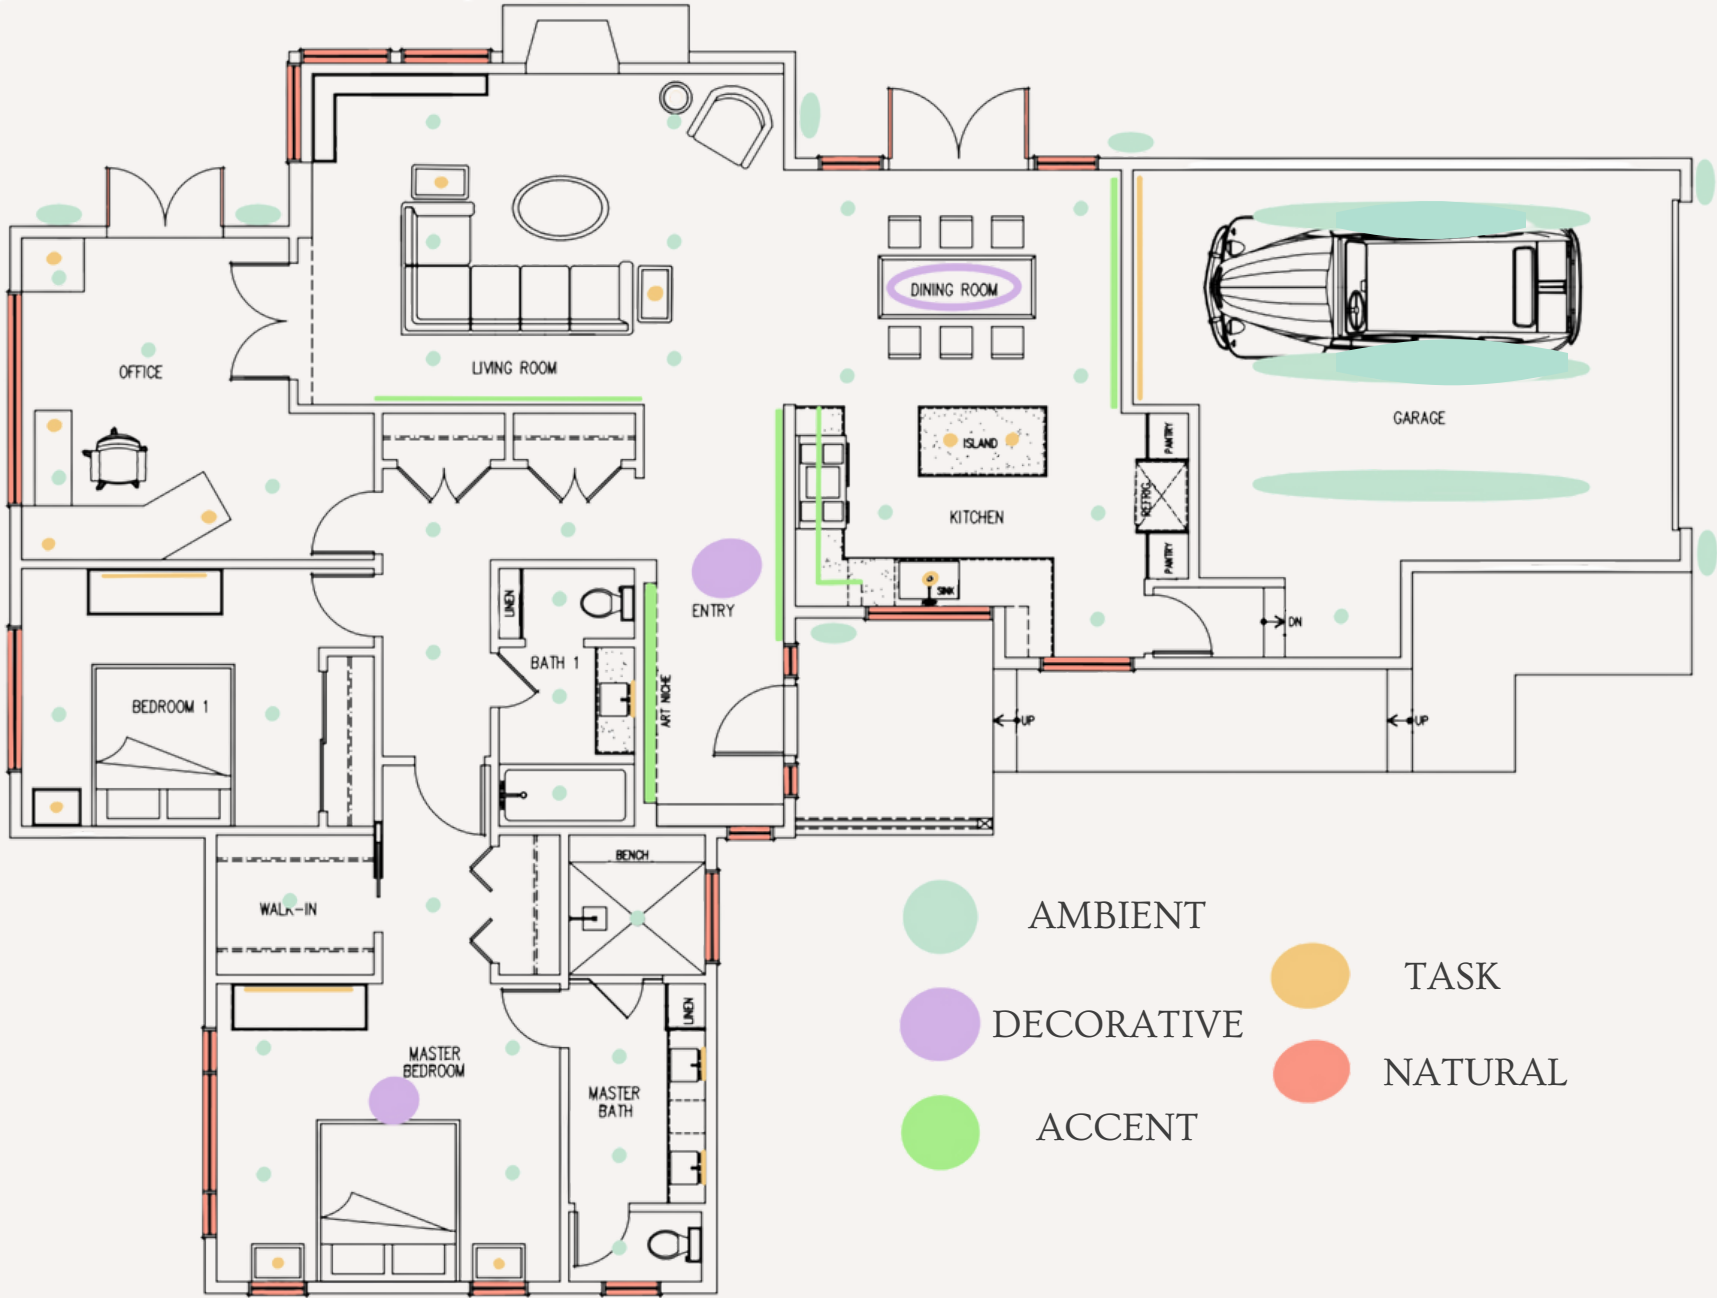 DINING ROOM
LIVING ROOM
OFFICE
GARAGE
PANTRY
ISLAND
REFRIG.
KITCHEN
PANTRY
SINK
LINEN
ENTRY
DN
BATH 1
ART NICHE
BEDROOM 1
UP
UP
BENCH
WALK-IN
AMBIENT
TASK
LINEN
DECORATIVE
MASTER
BEDROOM
NATURAL
MASTER
BATH
ACCENT